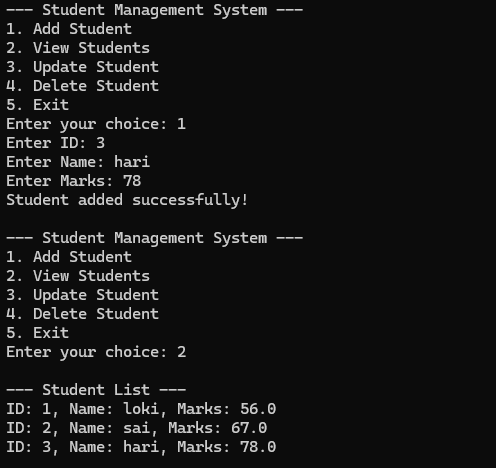 --- Student Management System ---
1. Add Student
2. View Students
3. Update Student
4. Delete Student
5. Exit
Enter your choice: 1
Enter ID: 3
Enter Name: hari
Enter Marks: 78
Student added successfully!
--- Student Management System ---
1. Add Student
2. View Students
3. Update Student
4. Delete Student
5. Exit
Enter your choice: 2
--- Student List ---
ID: 1, Name: loki, Marks: 56.0
ID: 2, Name: sai, Marks: 67.0
ID: 3, Name: hari, Marks: 78.0